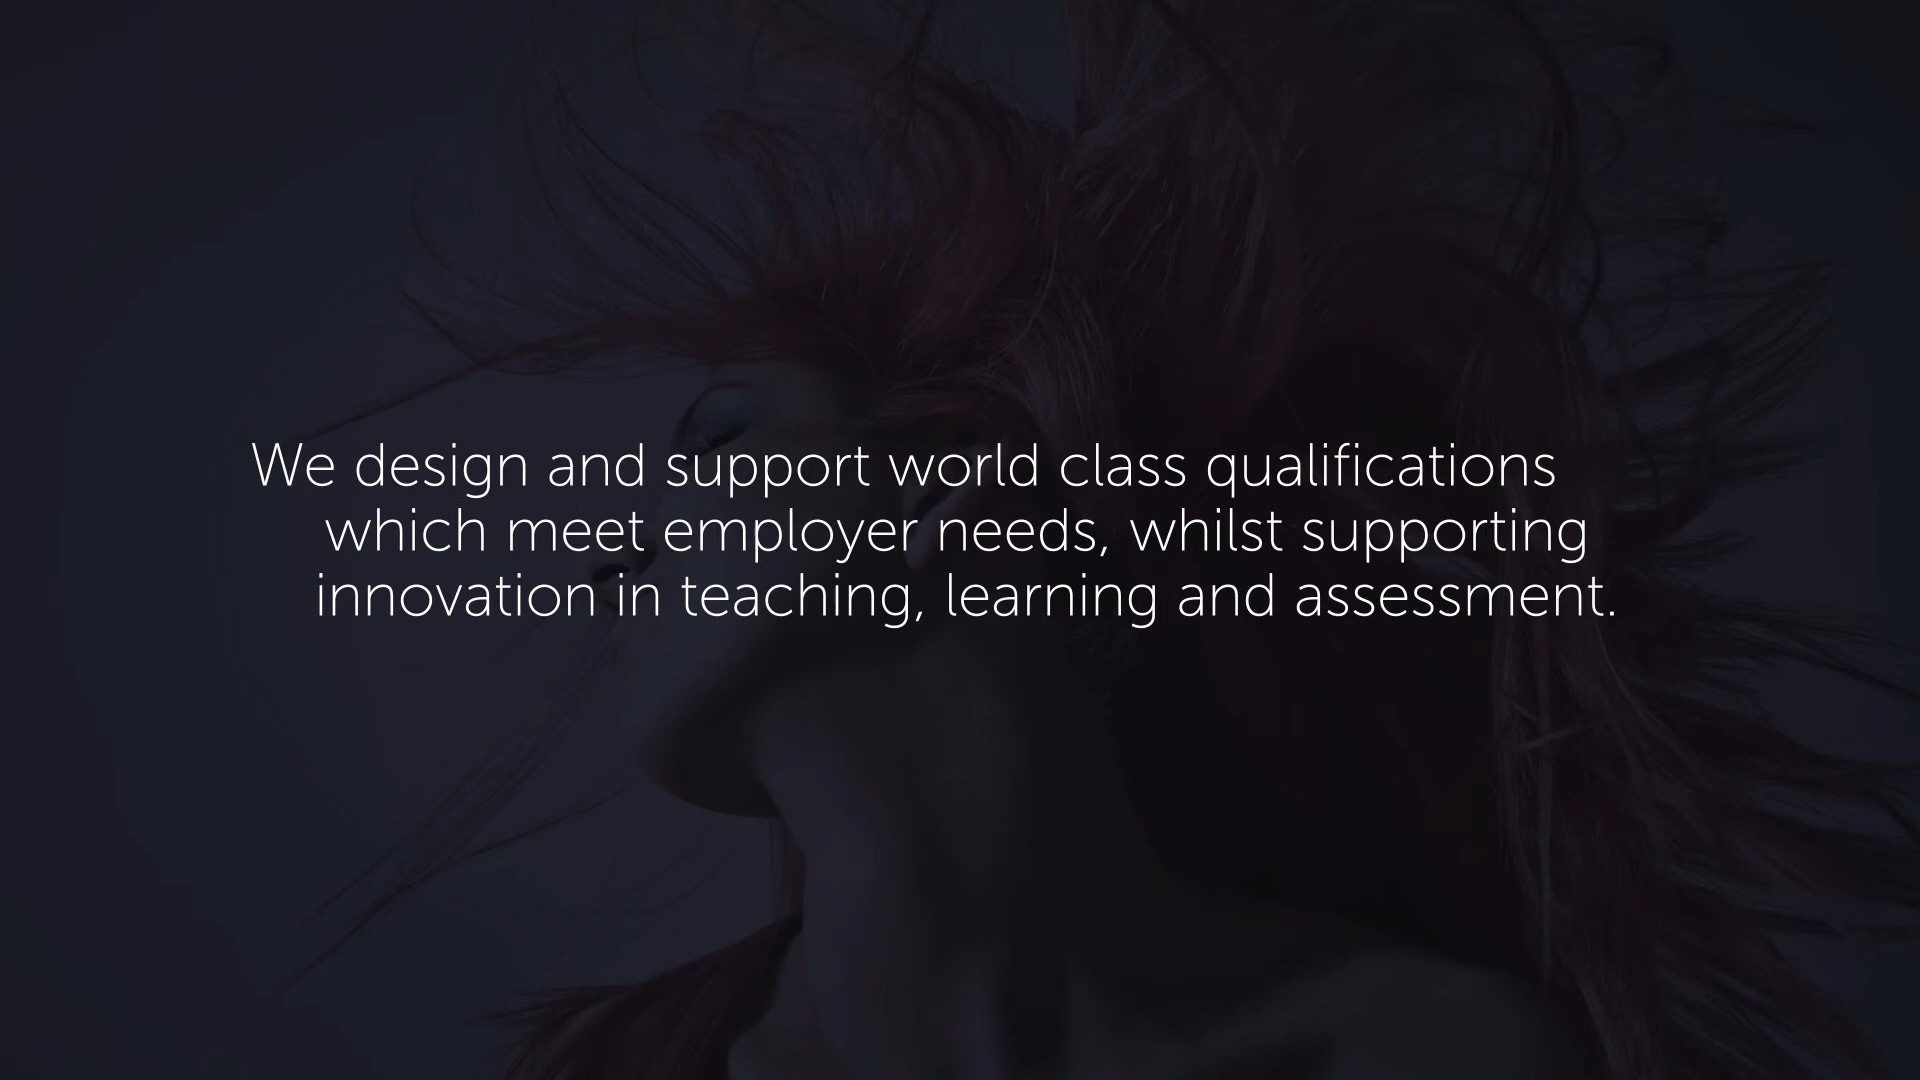 We design and support world class qualifications
which meet employer needs, whilst supporting
innovation in teaching, learning and assessment.